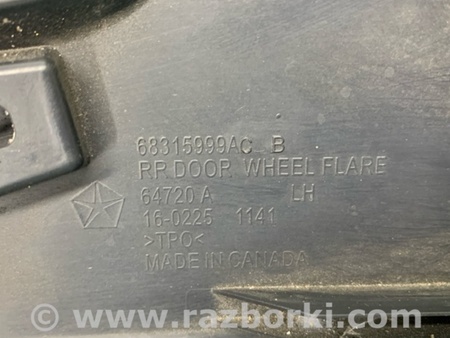 68315999AC B
RR DOOR WHEEL FLARE
64720 A LH
16-0225 1141
>TPO<
MADE IN CANADA
www.razborki.com